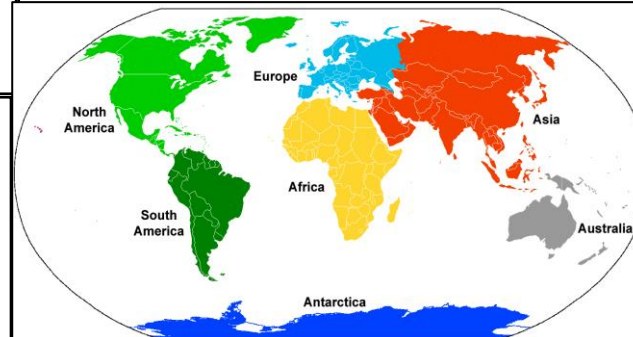 Europe
North
America
Asia
Africa
South
America
Australia
Antarctica